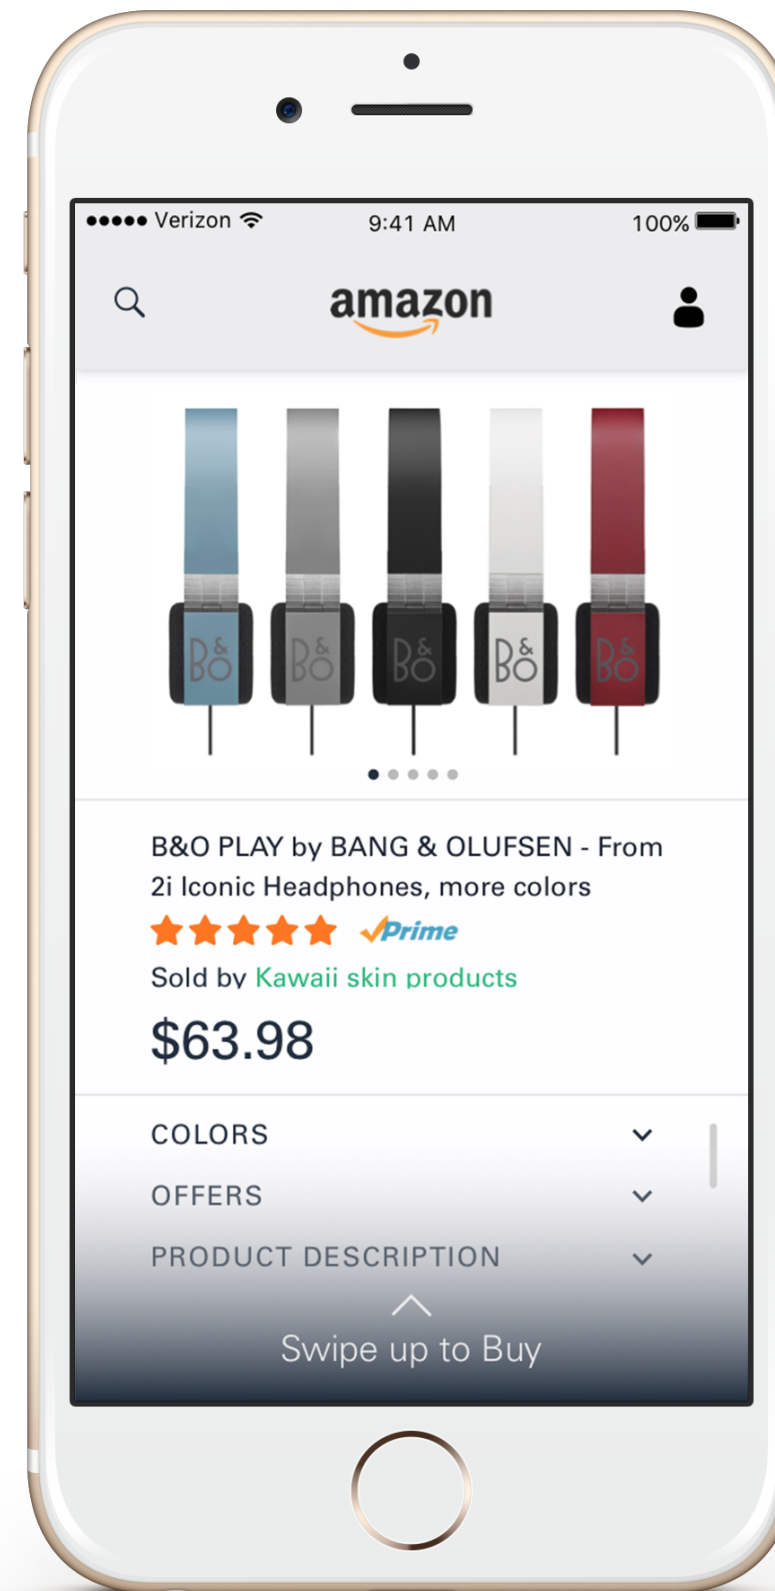 Verizon 9:41 AM 100%
amazon
B&O B&O B&O B&O B&O
B&O PLAY by BANG & OLUFSEN - From
2i Iconic Headphones, more colors
Prime
Sold by Kawaii skin products
$63.98
COLORS
OFFERS
PRODUCT DESCRIPTION
Swipe up to Buy